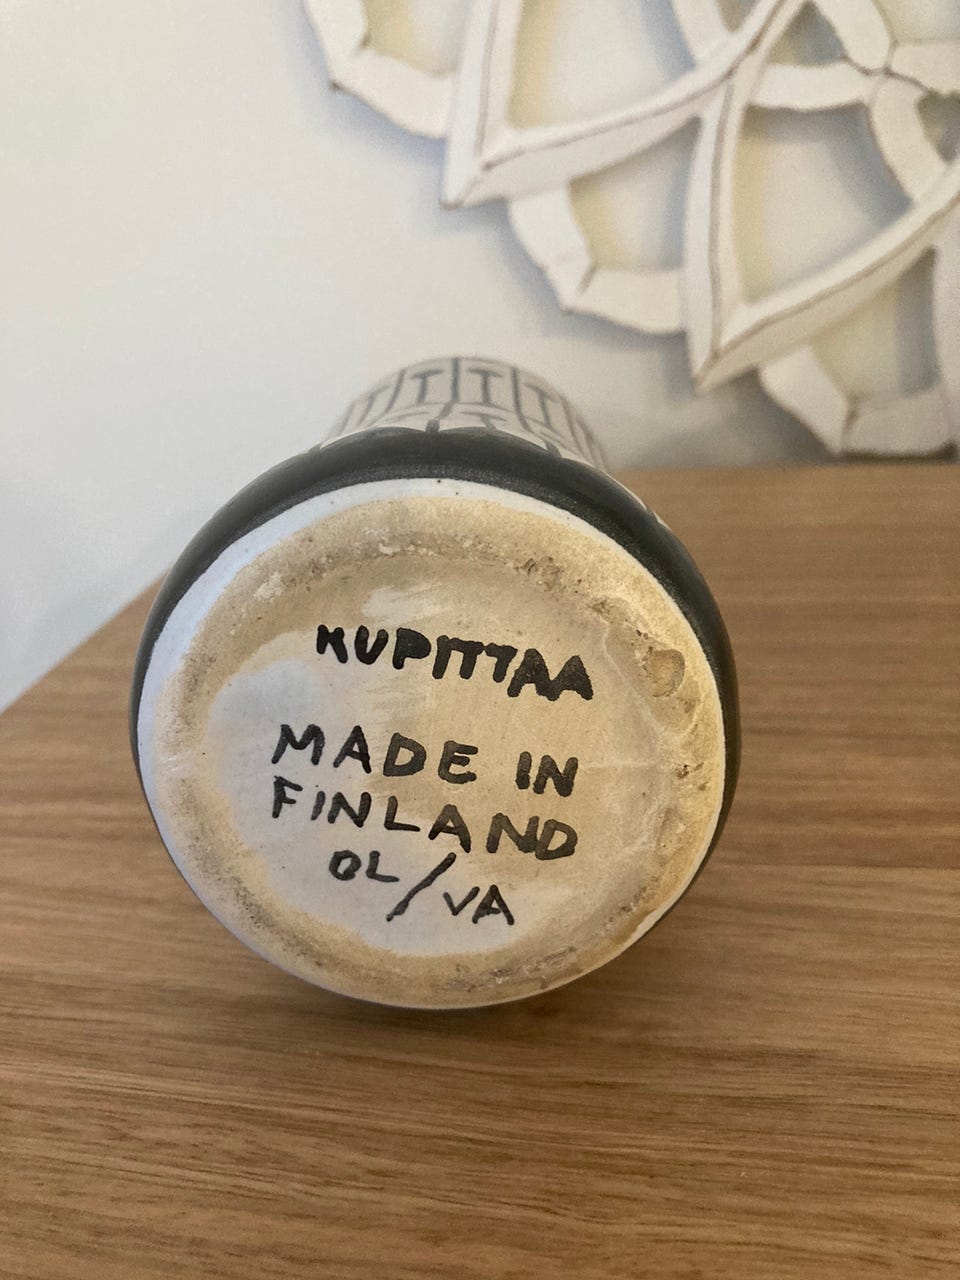 KUPITTAA
MADE IN
FINLAND
OL/VA